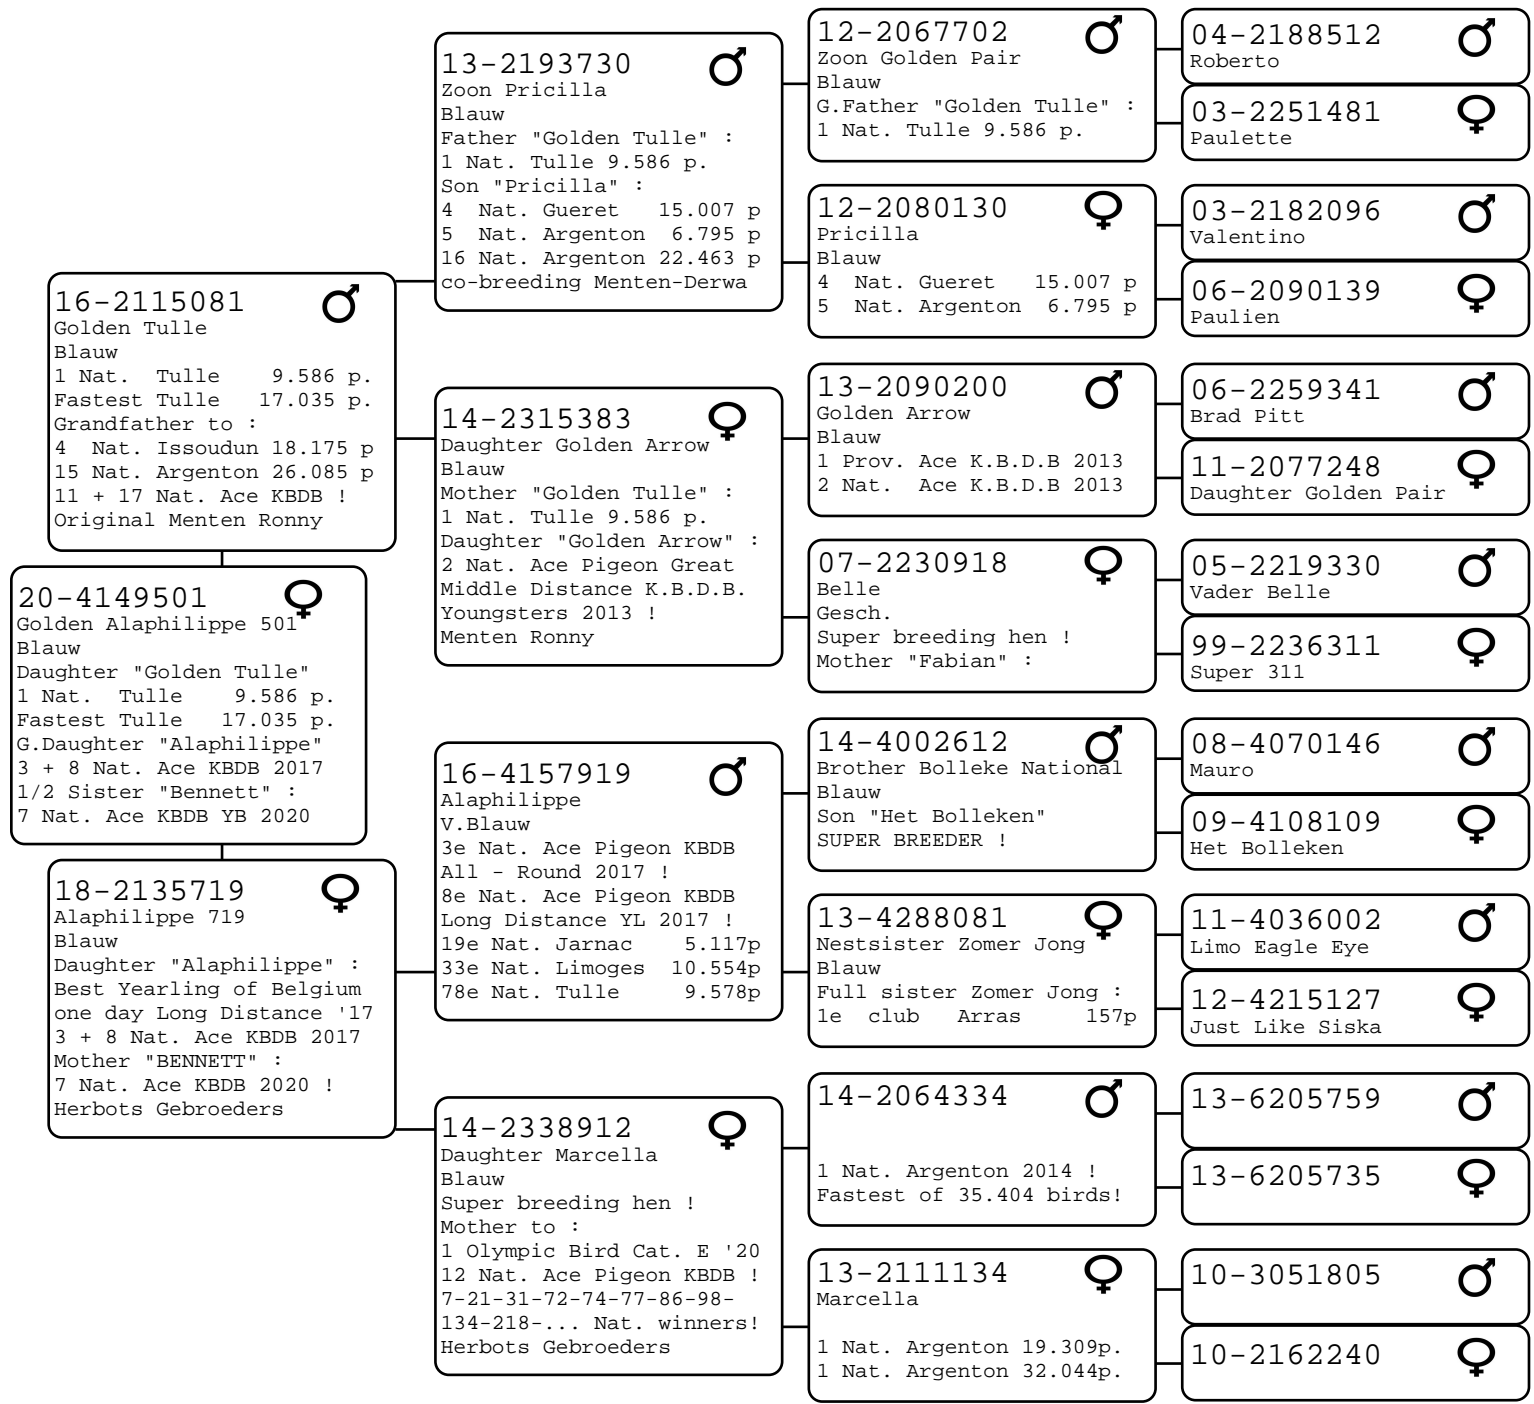 20-4149501
Golden Alaphilippe 501
Blauw
Daughter "Golden Tulle"
1 Nat.  Tulle    9.586 p.
Fastest Tulle   17.035 p.
G.Daughter "Alaphilippe"
3 + 8 Nat. Ace KBDB 2017
1/2 Sister "Bennett" :
7 Nat. Ace KBDB YB 2020
16-2115081
Golden Tulle
Blauw
1 Nat.  Tulle    9.586 p.
Fastest Tulle   17.035 p.
Grandfather to :
4  Nat. Issoudun 18.175 p
15 Nat. Argenton 26.085 p
11 + 17 Nat. Ace KBDB !
Original Menten Ronny
18-2135719
Alaphilippe 719
Blauw
Daughter "Alaphilippe" :
Best Yearling of Belgium
one day Long Distance '17
3 + 8 Nat. Ace KBDB 2017
Mother "BENNETT" :
7 Nat. Ace KBDB 2020 !
Herbots Gebroeders
13-2193730
Zoon Pricilla
Blauw
Father "Golden Tulle" :
1 Nat. Tulle 9.586 p.
Son "Pricilla" :
4  Nat. Gueret   15.007 p
5  Nat. Argenton  6.795 p
16 Nat. Argenton 22.463 p
co-breeding Menten-Derwa
14-2315383
Daughter Golden Arrow
Blauw
Mother "Golden Tulle" :
1 Nat. Tulle 9.586 p.
Daughter "Golden Arrow" :
2 Nat. Ace Pigeon Great
Middle Distance K.B.D.B.
Youngsters 2013 !
Menten Ronny
16-4157919
Alaphilippe
V.Blauw
3e Nat. Ace Pigeon KBDB
All - Round 2017 !
8e Nat. Ace Pigeon KBDB
Long Distance YL 2017 !
19e Nat. Jarnac    5.117p
33e Nat. Limoges  10.554p
78e Nat. Tulle     9.578p
14-2338912
Daughter Marcella
Blauw
Super breeding hen !
Mother to :
1 Olympic Bird Cat. E '20
12 Nat. Ace Pigeon KBDB !
7-21-31-72-74-77-86-98-
134-218-... Nat. winners!
Herbots Gebroeders
12-2067702
Zoon Golden Pair
Blauw
G.Father "Golden Tulle" :
1 Nat. Tulle 9.586 p.
12-2080130
Pricilla
Blauw
4  Nat. Gueret   15.007 p
5  Nat. Argenton  6.795 p
13-2090200
Golden Arrow
Blauw
1 Prov. Ace K.B.D.B 2013
2 Nat.  Ace K.B.D.B 2013
07-2230918
Belle
Gesch.
Super breeding hen !
Mother "Fabian" :
14-4002612
Brother Bolleke National
Blauw
Son "Het Bolleken"
SUPER BREEDER !
13-4288081
Nestsister Zomer Jong
Blauw
Full sister Zomer Jong :
1e  club   Arras     157p
14-2064334
1 Nat. Argenton 2014 !
Fastest of 35.404 birds!
13-2111134
Marcella
1 Nat. Argenton 19.309p.
1 Nat. Argenton 32.044p.
04-2188512
Roberto
03-2251481
Paulette
03-2182096
Valentino
06-2090139
Paulien
06-2259341
Brad Pitt
11-2077248
Daughter Golden Pair
05-2219330
Vader Belle
99-2236311
Super 311
08-4070146
Mauro
09-4108109
Het Bolleken
11-4036002
Limo Eagle Eye
12-4215127
Just Like Siska
13-6205759
13-6205735
10-3051805
10-2162240